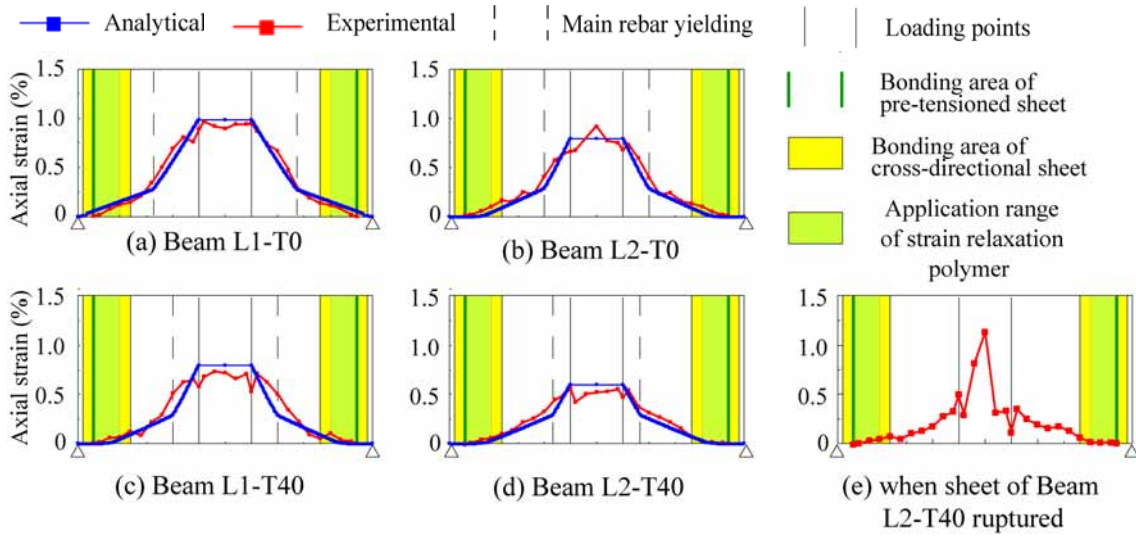 Analytical
Experimental
Main rebar yielding
Loading points
Bonding area of
pre-tensioned sheet
Bonding area of
cross-directional sheet
Application range
of strain relaxation
polymer
Axial strain (%)
1.5
1.0
0.5
0
(a) Beam L1-T0
1.5
1.0
0.5
0
(b) Beam L2-T0
Axial strain (%)
1.5
1.0
0.5
0
(c) Beam L1-T40
1.5
1.0
0.5
0
(d) Beam L2-T40
1.5
1.0
0.5
0
(e) when sheet of Beam
L2-T40 ruptured